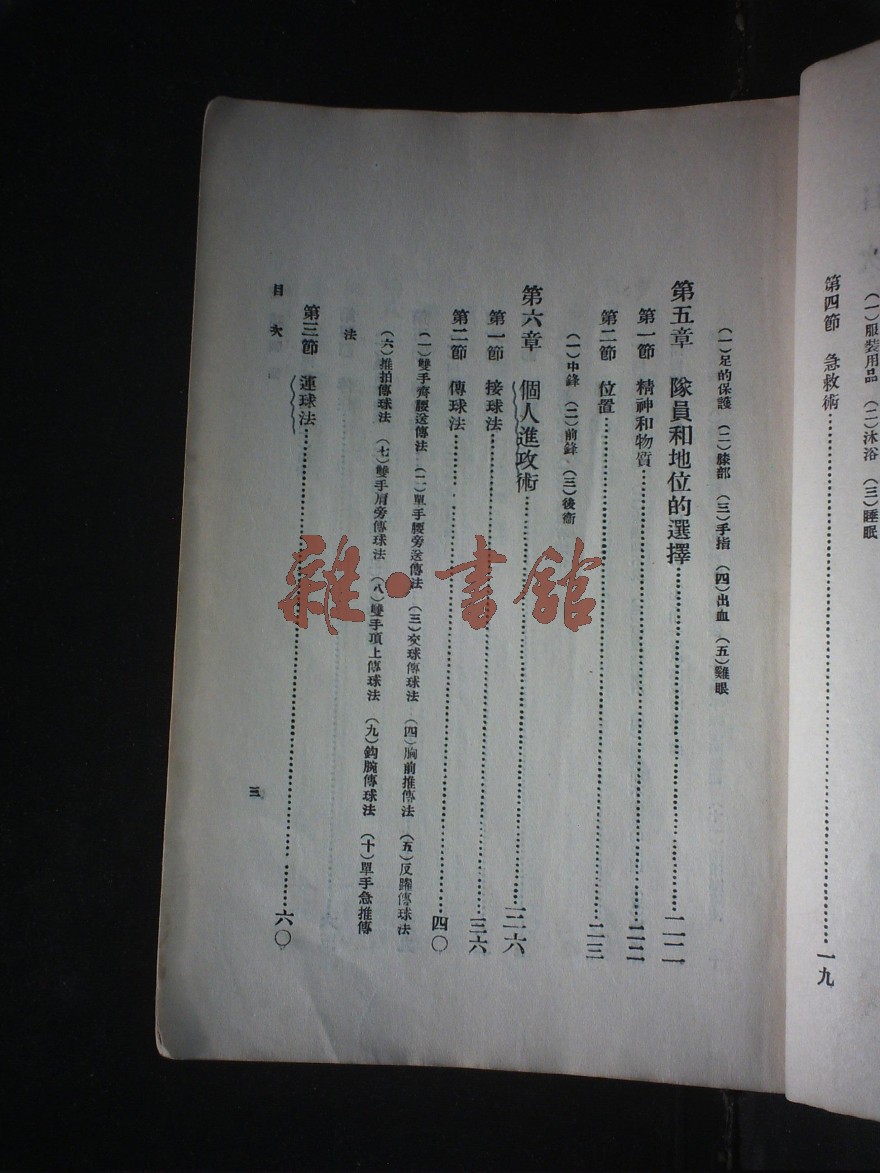 （一）服裝用品　（二）沐浴　（三）睡眠
第四節　急救術…………一九
（一）足的保護　（二）膝部　（三）手指　（四）出血　（五）雞眼
第五章　隊員和地位的選擇…………二二
第一節　精神和物質…………二二
第二節　位置…………二三
（一）中鋒　（二）前鋒　（三）後衞
第六章　個人進攻術…………三六
第一節　接球法…………三六
第二節　傳球法…………四〇
（一）雙手齊腰送傳法　（二）單手腰旁送傳法　（三）交球傳球法　（四）胸前推傳法　（五）反躍傳球法
（六）推拍傳球法　（七）雙手肩旁傳球法　（八）雙手項上傳球法　（九）鈎腕傳球法　（十）單手急推傳
法
第三節　運球法…………六〇
目次
三
雜·書館